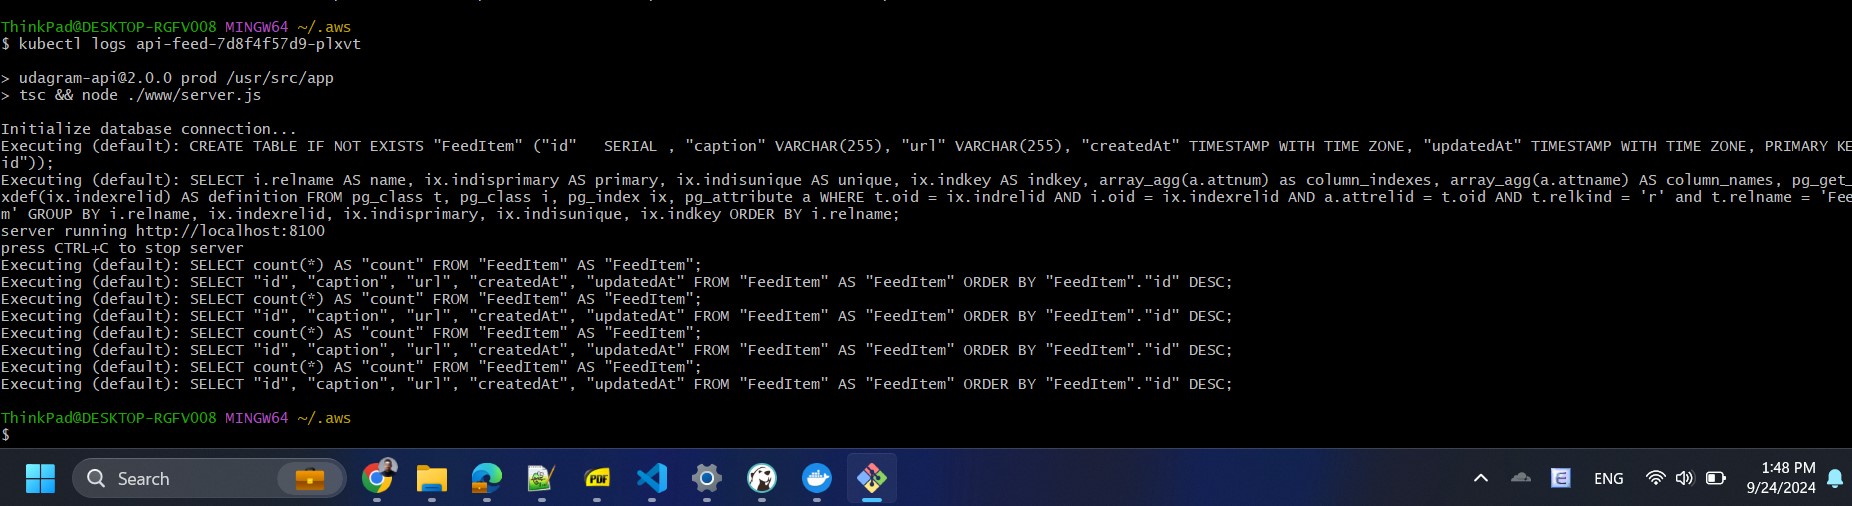 ThinkPad@DESKTOP-RGFV008 MINGW64 ~/.aws
$ kubectl logs api-feed-7d8f4f57d9-plxvt
> udagram-api@2.0.0 prod /usr/src/app
> tsc && node ./www/server.js
Initialize database connection...
Executing (default): CREATE TABLE IF NOT EXISTS "FeedItem" ("id"   SERIAL , "caption" VARCHAR(255), "url" VARCHAR(255), "createdAt" TIMESTAMP WITH TIME ZONE, "updatedAt" TIMESTAMP WITH TIME ZONE, PRIMARY KE
id"));
Executing (default): SELECT i.relname AS name, ix.indisprimary AS primary, ix.indisunique AS unique, ix.indkey AS indkey, array_agg(a.attnum) as column_indexes, array_agg(a.attname) AS column_names, pg_get_
xdef(ix.indexrelid) AS definition FROM pg_class t, pg_class i, pg_index ix, pg_attribute a WHERE t.oid = ix.indrelid AND i.oid = ix.indexrelid AND a.attrelid = t.oid AND t.relkind = 'r' and t.relname = 'Fee
m' GROUP BY i.relname, ix.indexrelid, ix.indisprimary, ix.indisunique, ix.indkey ORDER BY i.relname;
server running http://localhost:8100
press CTRL+C to stop server
Executing (default): SELECT count(*) AS "count" FROM "FeedItem" AS "FeedItem";
Executing (default): SELECT "id", "caption", "url", "createdAt", "updatedAt" FROM "FeedItem" AS "FeedItem" ORDER BY "FeedItem"."id" DESC;
Executing (default): SELECT count(*) AS "count" FROM "FeedItem" AS "FeedItem";
Executing (default): SELECT "id", "caption", "url", "createdAt", "updatedAt" FROM "FeedItem" AS "FeedItem" ORDER BY "FeedItem"."id" DESC;
Executing (default): SELECT count(*) AS "count" FROM "FeedItem" AS "FeedItem";
Executing (default): SELECT "id", "caption", "url", "createdAt", "updatedAt" FROM "FeedItem" AS "FeedItem" ORDER BY "FeedItem"."id" DESC;
Executing (default): SELECT count(*) AS "count" FROM "FeedItem" AS "FeedItem";
Executing (default): SELECT "id", "caption", "url", "createdAt", "updatedAt" FROM "FeedItem" AS "FeedItem" ORDER BY "FeedItem"."id" DESC;
ThinkPad@DESKTOP-RGFV008 MINGW64 ~/.aws
$
Search
PDF
ENG
1:48 PM
9/24/2024